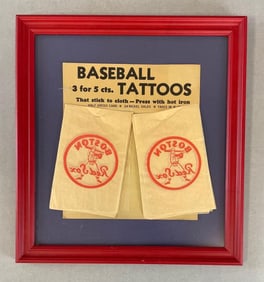 BASEBALL
3 for 5 cts. TATTOOS
That stick to cloth — Press with hot iron
BOSTON
Red Sox
BOSTON
Red Sox